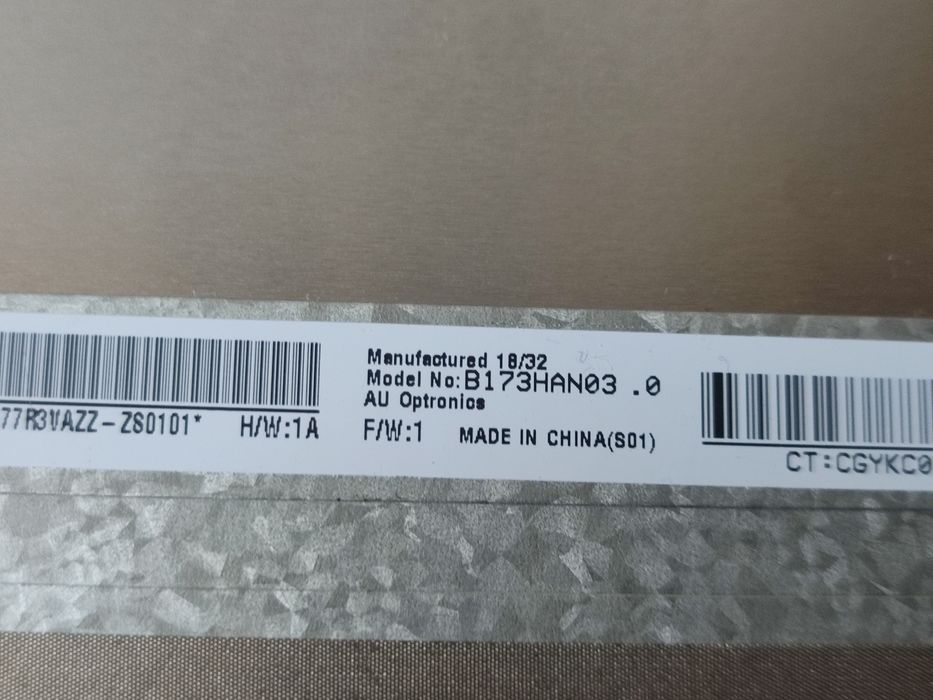 Manufactured 18/32
Model No:B173HAN03 .0
AU Optronics
77R3VAZZ-ZS0101* H/W:1A F/W:1 MADE IN CHINA(S01)
CT:CGYKC0